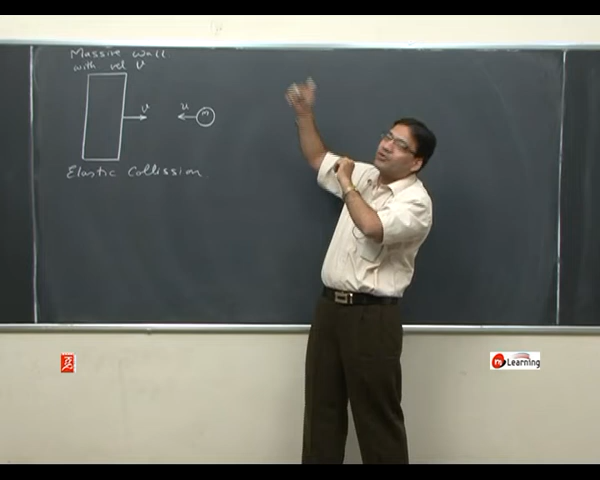 Massive wall
with vel v
v
u
m
Elastic Collission
Learning